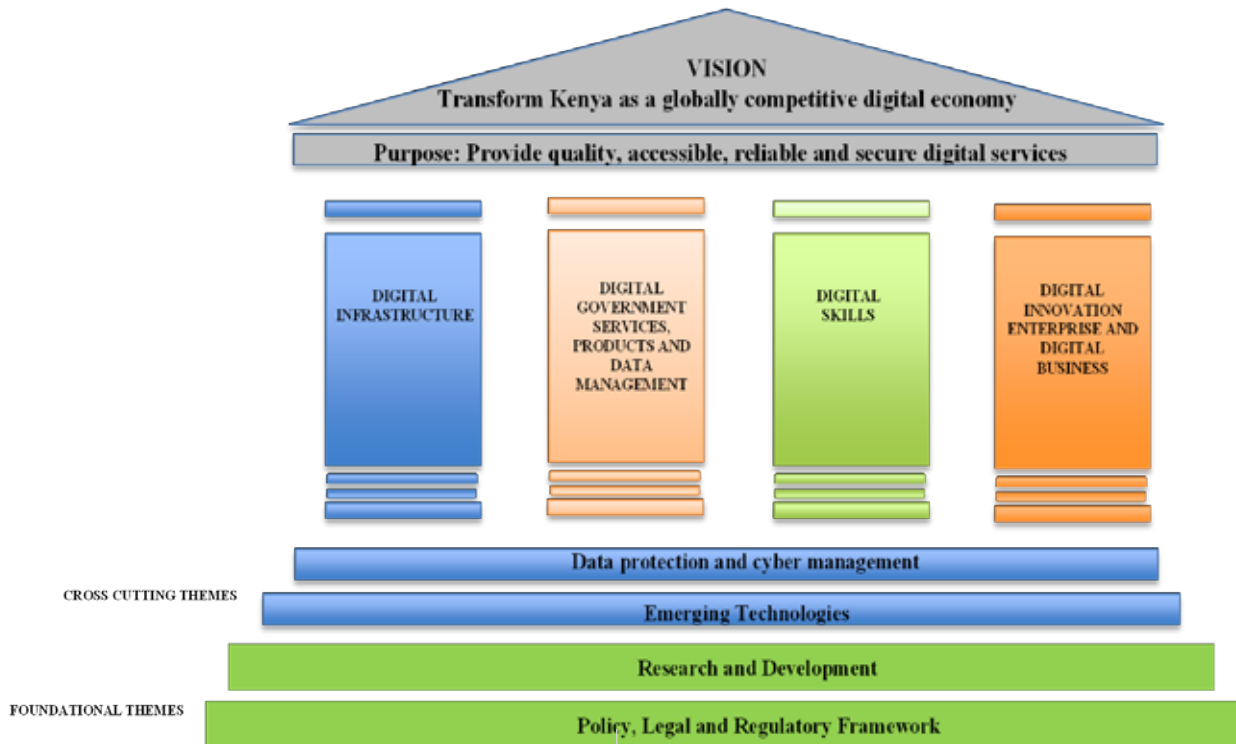 VISION
Transform Kenya as a globally competitive digital economy
Purpose: Provide quality, accessible, reliable and secure digital services
DIGITAL
INFRASTRUCTURE
DIGITAL
GOVERNMENT
SERVICES,
PRODUCTS AND
DATA
MANAGEMENT
DIGITAL
SKILLS
DIGITAL
INNOVATION
ENTERPRISE AND
DIGITAL
BUSINESS
Data protection and cyber management
CROSS CUTTING THEMES
Emerging Technologies
Research and Development
FOUNDATIONAL THEMES
Policy, Legal and Regulatory Framework